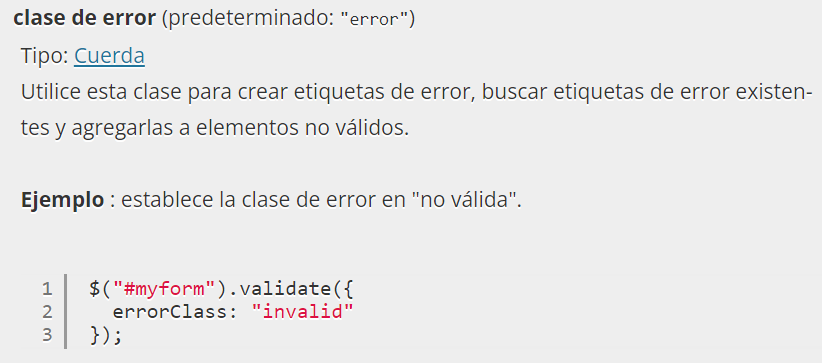 clase de error (predeterminado: "error")
Tipo: Cuerda
Utilice esta clase para crear etiquetas de error, buscar etiquetas de error existen-
tes y agregarlas a elementos no válidos.
Ejemplo : establece la clase de error en "no válida".
1 $("#myform").validate({
2 errorClass: "invalid"
3 });